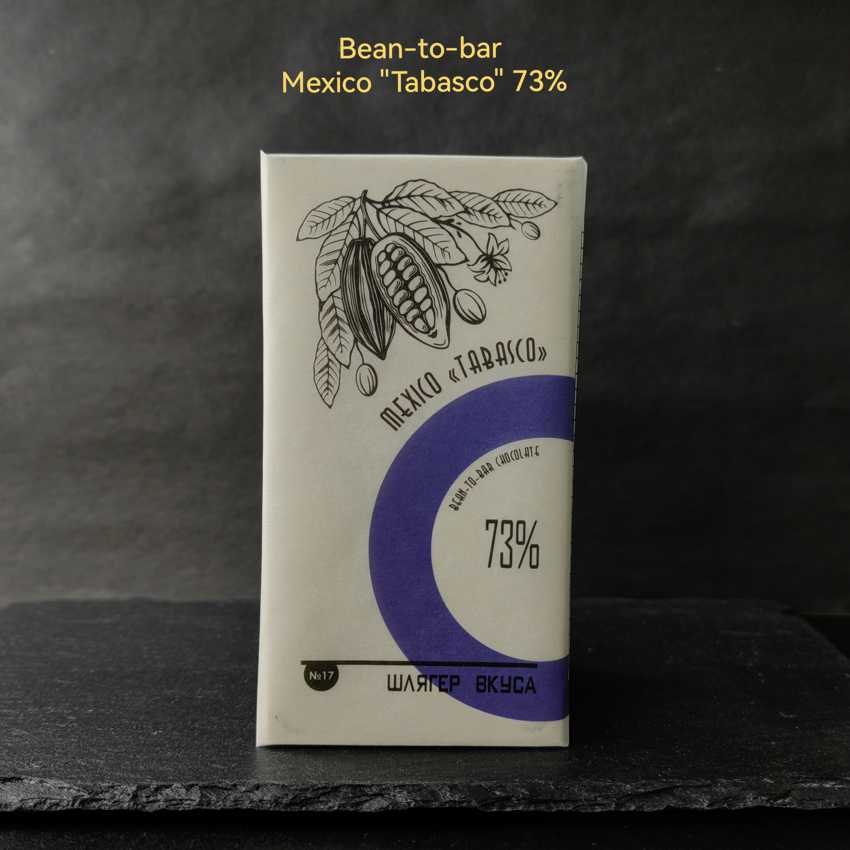 Bean-to-bar
Mexico "Tabasco" 73%
MEXICO «TABASCO»
BEAN-TO-BAR CHOCOLATE
73%
№17
ШЛЯГЕР ВКУСА